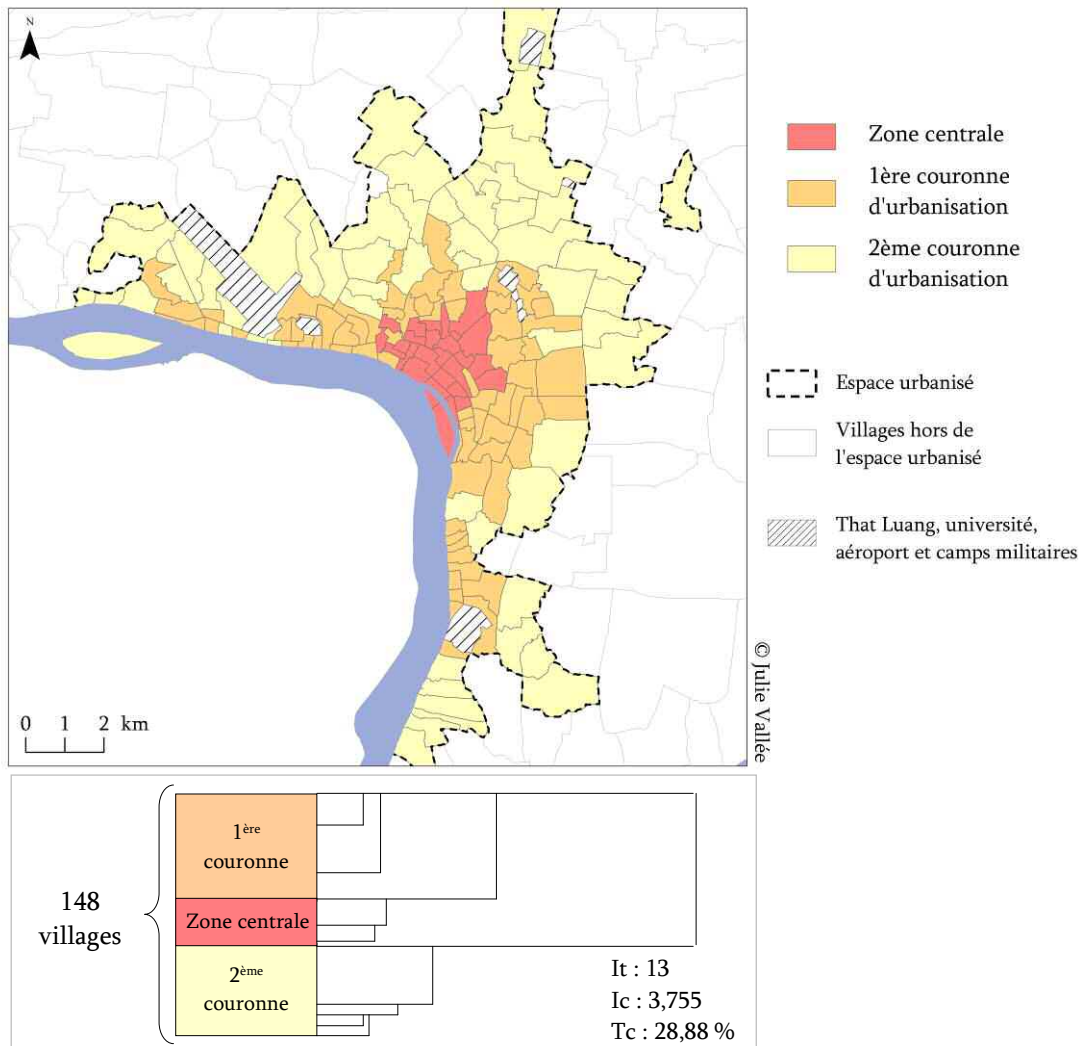 N
Zone centrale
1ère couronne
d'urbanisation
2ème couronne
d'urbanisation
Espace urbanisé
Villages hors de
l'espace urbanisé
That Luang, université,
aéroport et camps militaires
© Julie Vallée
0 1 2 km
148
villages
1ère
couronne
Zone centrale
2ème
couronne
It : 13
Ic : 3,755
Tc : 28,88 %